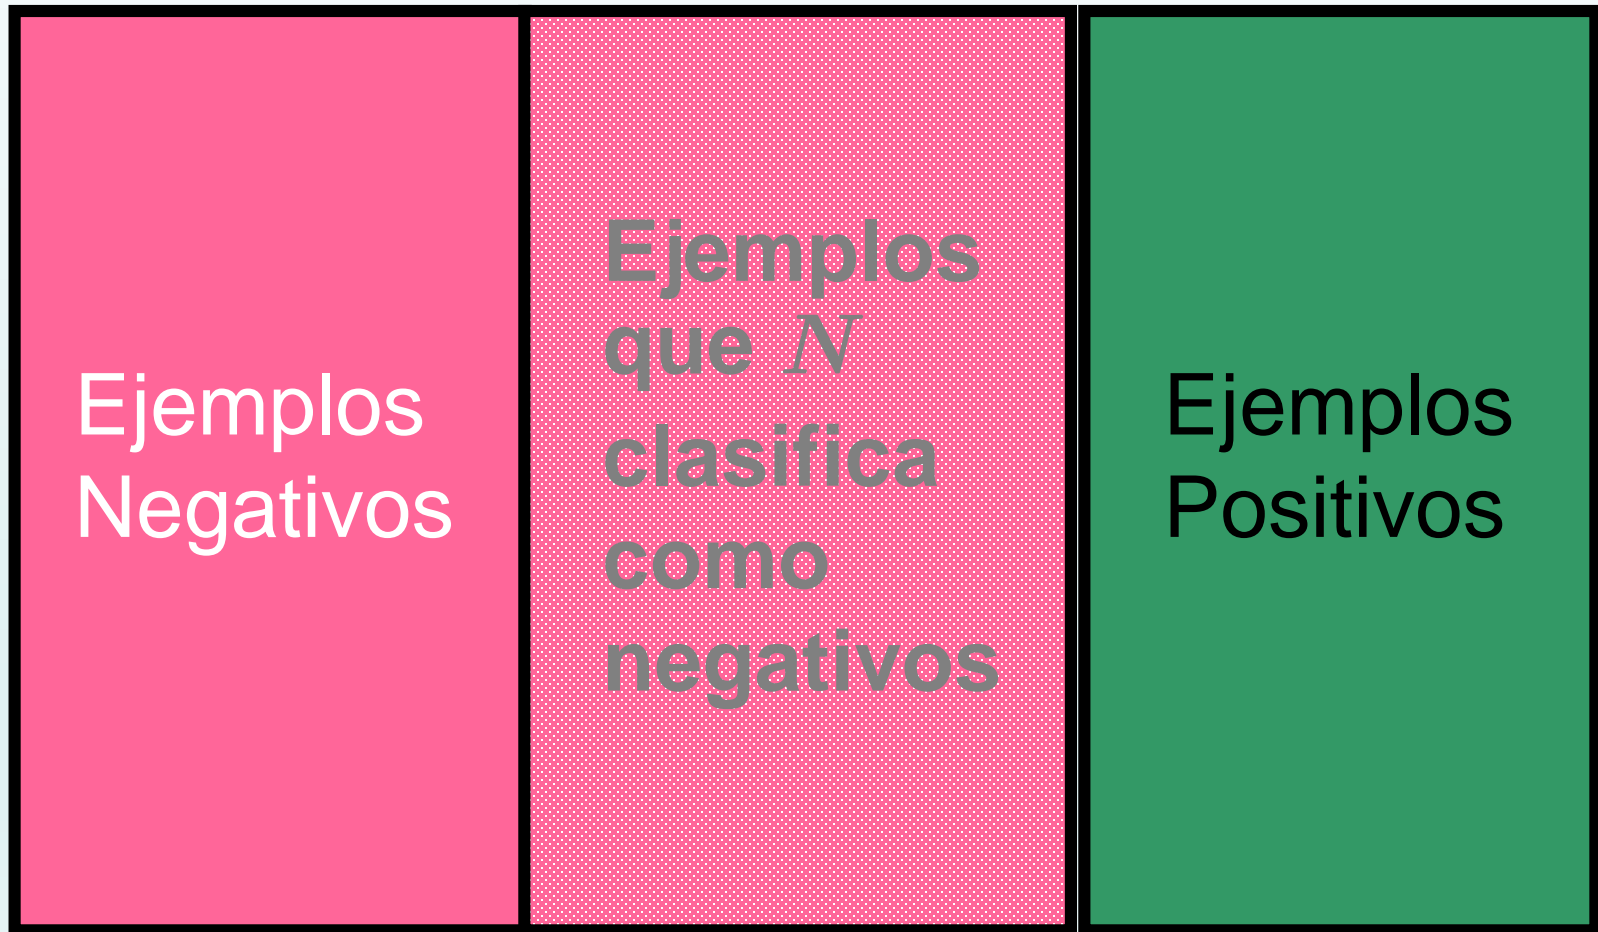 Ejemplos
Negativos
Ejemplos
que N
clasifica
como
negativos
Ejemplos
Positivos